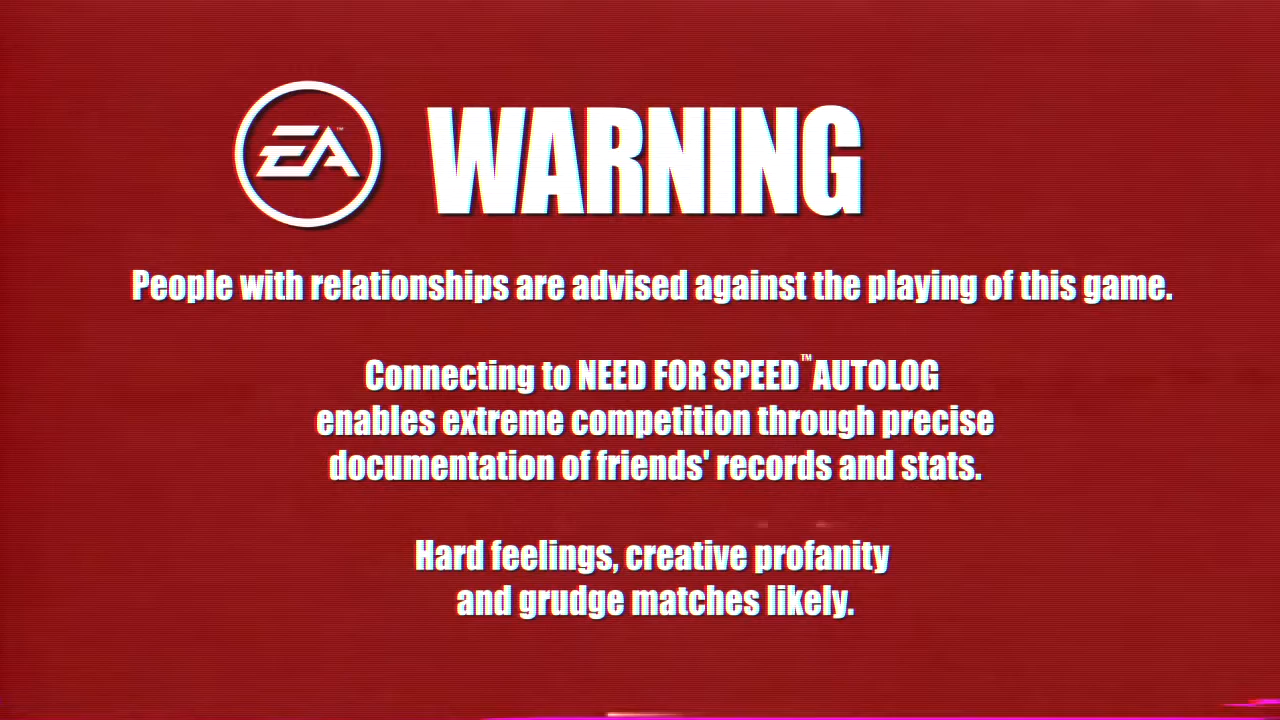 EA™ WARNING
People with relationships are advised against the playing of this game.
Connecting to NEED FOR SPEED™ AUTOLOG
enables extreme competition through precise
documentation of friends' records and stats.
Hard feelings, creative profanity
and grudge matches likely.